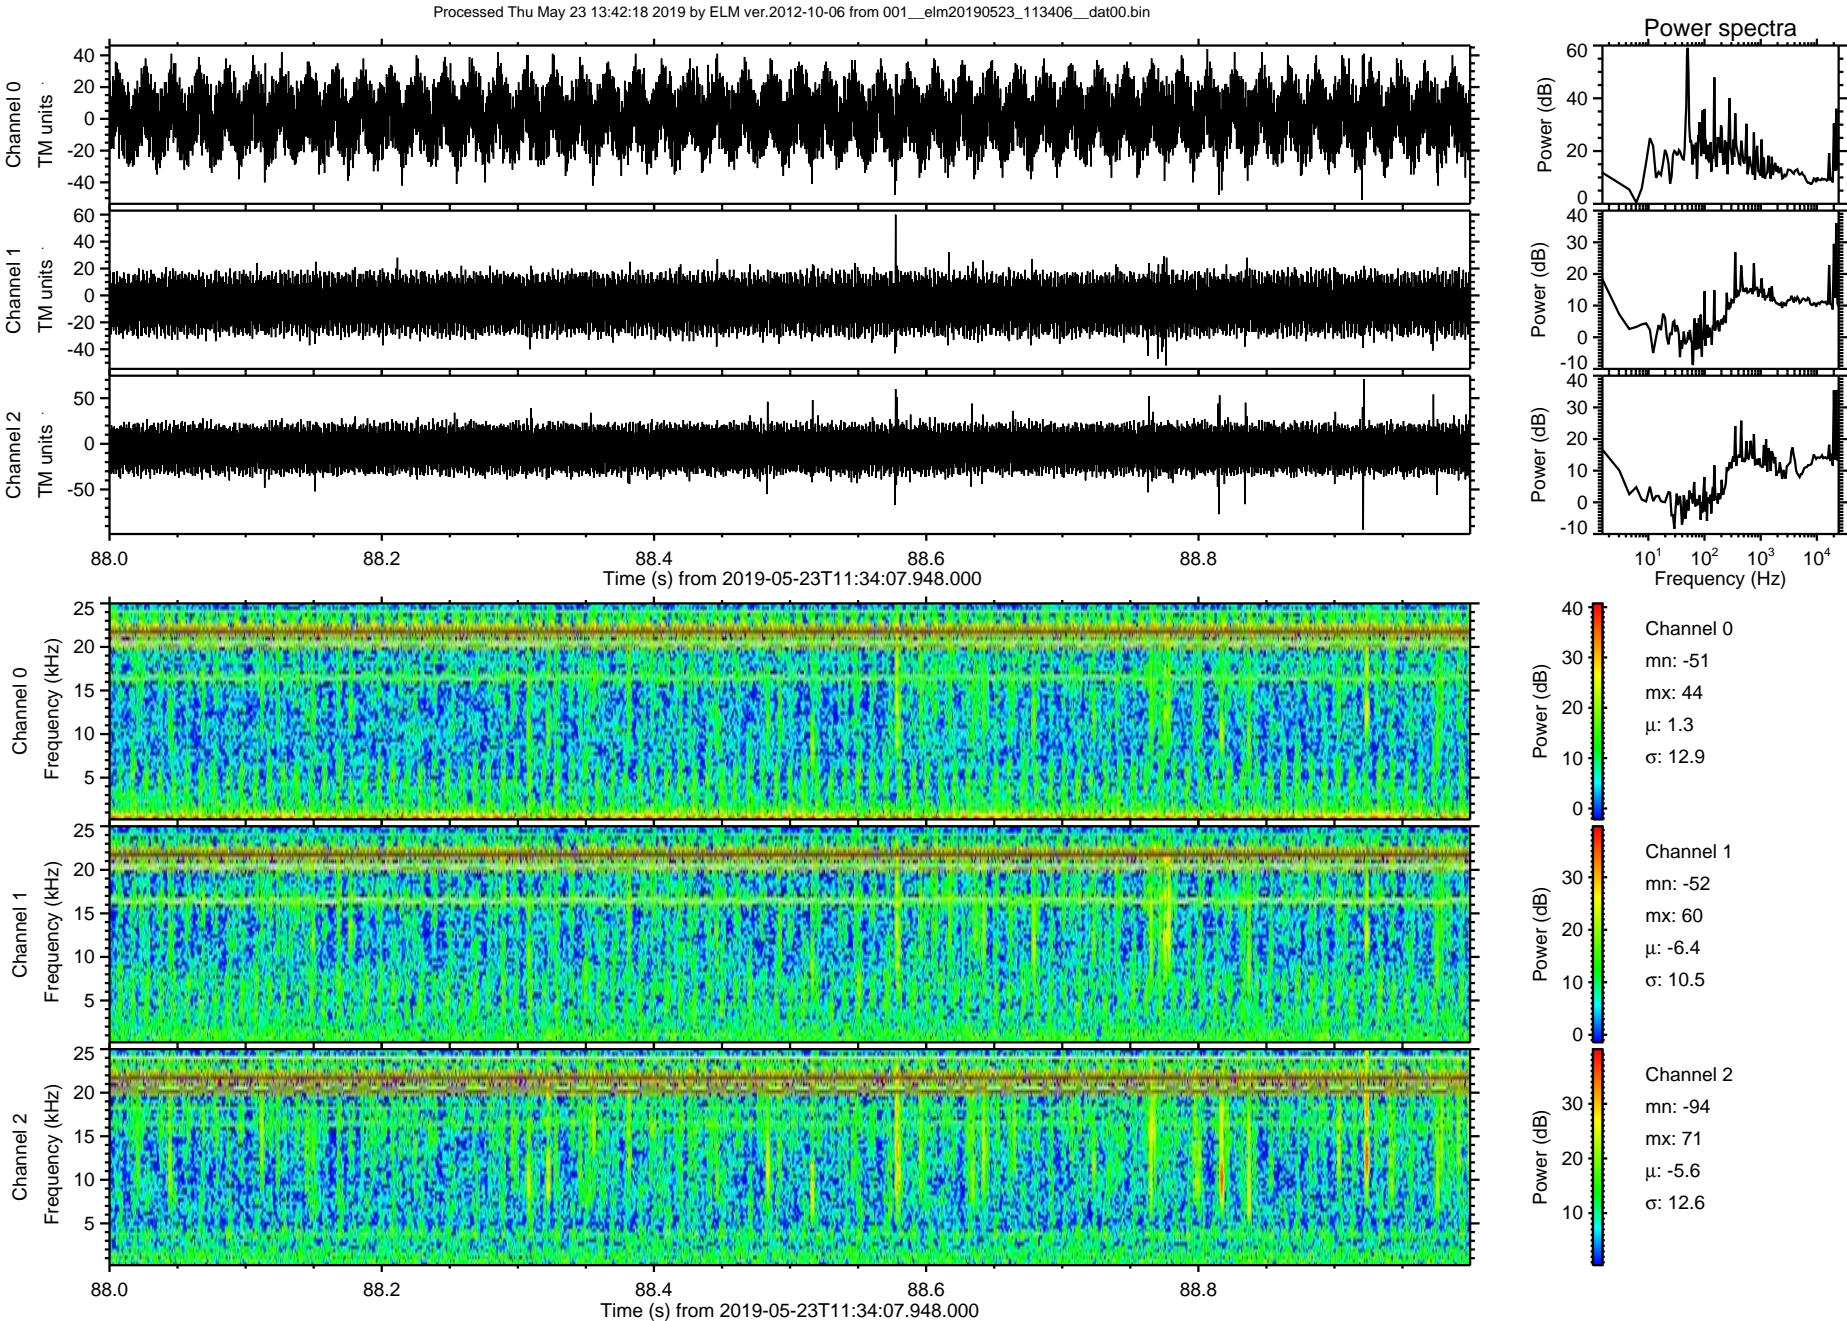 Processed Thu May 23 13:42:18 2019 by ELM ver.2012-10-06 from 001__elm20190523_113406__dat00.bin
Power spectra
Channel 0
TM units
40
20
0
-20
-40
Power (dB)
60
40
20
0
Channel 1
TM units
60
40
20
0
-20
-40
Power (dB)
40
30
20
10
0
-10
Channel 2
TM units
50
0
-50
Power (dB)
40
30
20
10
0
-10
88.0 88.2 88.4 88.6 88.8
Time (s) from 2019-05-23T11:34:07.948.000
10¹ 10² 10³ 10⁴
Frequency (Hz)
Channel 0
Frequency (kHz)
25
20
15
10
5
Power (dB)
40
30
20
10
0
Channel 0
mn: -51
mx: 44
μ: 1.3
σ: 12.9
Channel 1
Frequency (kHz)
25
20
15
10
5
Power (dB)
30
20
10
0
Channel 1
mn: -52
mx: 60
μ: -6.4
σ: 10.5
Channel 2
Frequency (kHz)
25
20
15
10
5
Power (dB)
30
20
10
Channel 2
mn: -94
mx: 71
μ: -5.6
σ: 12.6
88.0 88.2 88.4 88.6 88.8
Time (s) from 2019-05-23T11:34:07.948.000